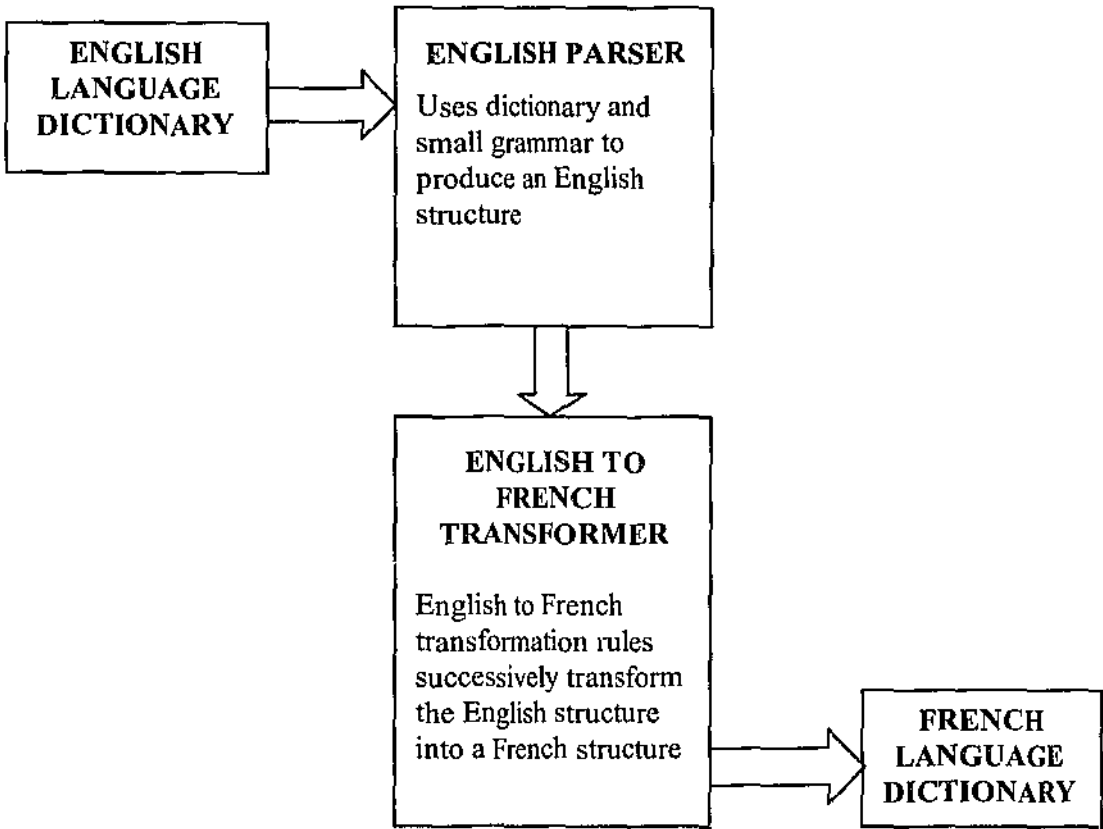 ENGLISH
LANGUAGE
DICTIONARY
ENGLISH PARSER
Uses dictionary and
small grammar to
produce an English
structure
ENGLISH TO
FRENCH
TRANSFORMER
English to French
transformation rules
successively transform
the English structure
into a French structure
FRENCH
LANGUAGE
DICTIONARY